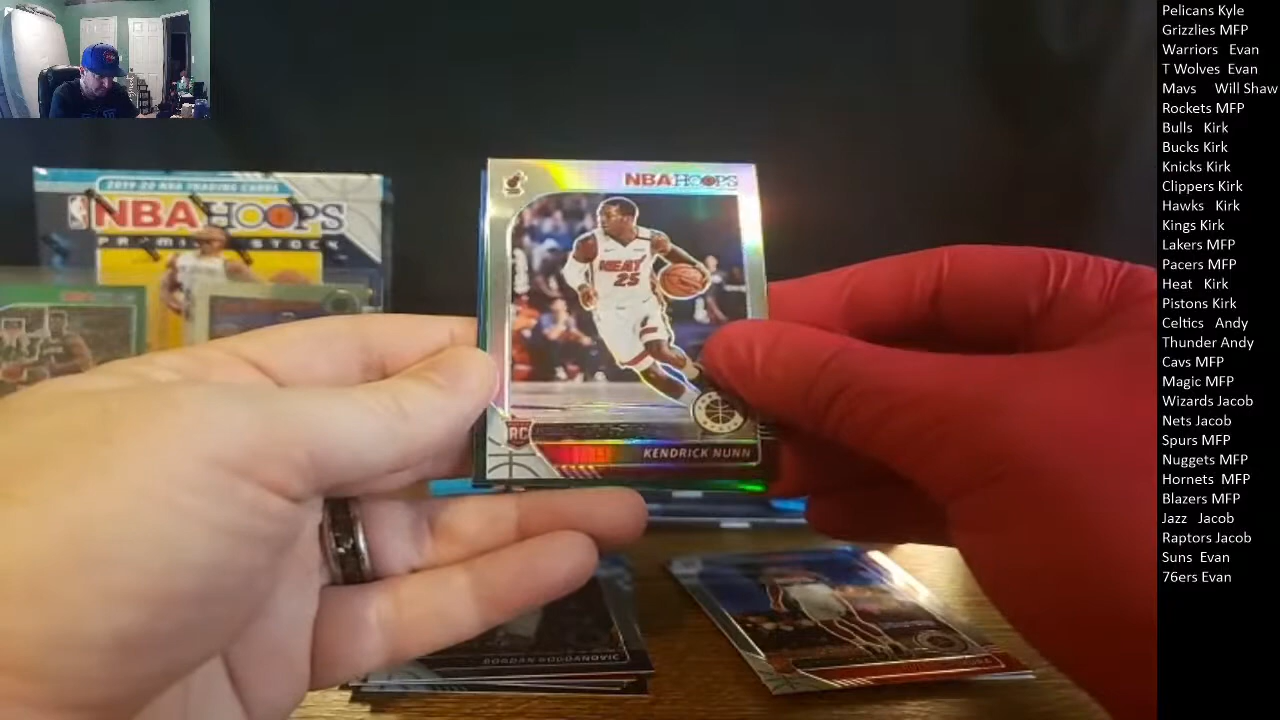 2019-20 NBA TRADING CARDS
NBA HOOPS
PREMIUM STOCK
NBA HOOPS
HEAT
25
RC
KENDRICK NUNN
BOGDANOVIC
Pelicans Kyle
Grizzlies MFP
Warriors Evan
T Wolves Evan
Mavs Will Shaw
Rockets MFP
Bulls Kirk
Bucks Kirk
Knicks Kirk
Clippers Kirk
Hawks Kirk
Kings Kirk
Lakers MFP
Pacers MFP
Heat Kirk
Pistons Kirk
Celtics Andy
Thunder Andy
Cavs MFP
Magic MFP
Wizards Jacob
Nets Jacob
Spurs MFP
Nuggets MFP
Hornets MFP
Blazers MFP
Jazz Jacob
Raptors Jacob
Suns Evan
76ers Evan